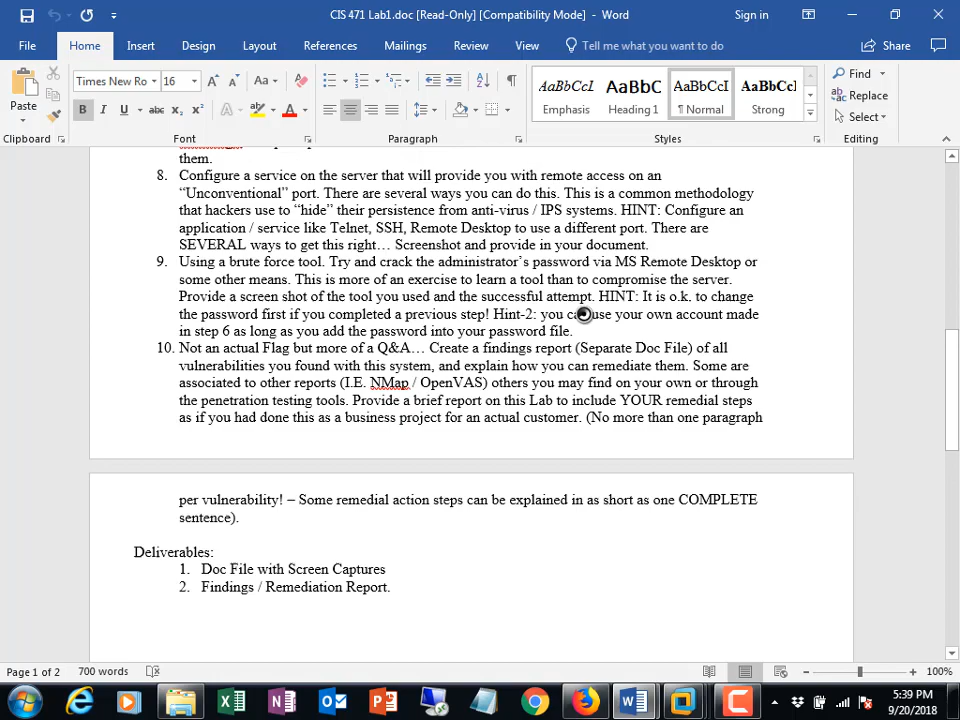 CIS 471 Lab1.doc [Read-Only] [Compatibility Mode] - Word
Sign in
File Home Insert Design Layout References Mailings Review View Tell me what you want to do Share
Times New Ro 16 Aa
AaBbCcI AaBbC AaBbCcI AaBbCc
Find
Replace
Select
Paste
B I U abc X₂ X² A A
Emphasis Heading 1 ¶ Normal Strong
Clipboard Font Paragraph Styles Editing
them.
8. Configure a service on the server that will provide you with remote access on an
“Unconventional” port. There are several ways you can do this. This is a common methodology
that hackers use to “hide” their persistence from anti-virus / IPS systems. HINT: Configure an
application / service like Telnet, SSH, Remote Desktop to use a different port. There are
SEVERAL ways to get this right… Screenshot and provide in your document.
9. Using a brute force tool. Try and crack the administrator’s password via MS Remote Desktop or
some other means. This is more of an exercise to learn a tool than to compromise the server.
Provide a screen shot of the tool you used and the successful attempt. HINT: It is o.k. to change
the password first if you completed a previous step! Hint-2: you can use your own account made
in step 6 as long as you add the password into your password file.
10. Not an actual Flag but more of a Q&A… Create a findings report (Separate Doc File) of all
vulnerabilities you found with this system, and explain how you can remediate them. Some are
associated to other reports (I.E. NMap / OpenVAS) others you may find on your own or through
the penetration testing tools. Provide a brief report on this Lab to include YOUR remedial steps
as if you had done this as a business project for an actual customer. (No more than one paragraph
per vulnerability! – Some remedial action steps can be explained in as short as one COMPLETE
sentence).
Deliverables:
1. Doc File with Screen Captures
2. Findings / Remediation Report.
Page 1 of 2 700 words 100%
5:39 PM
9/20/2018